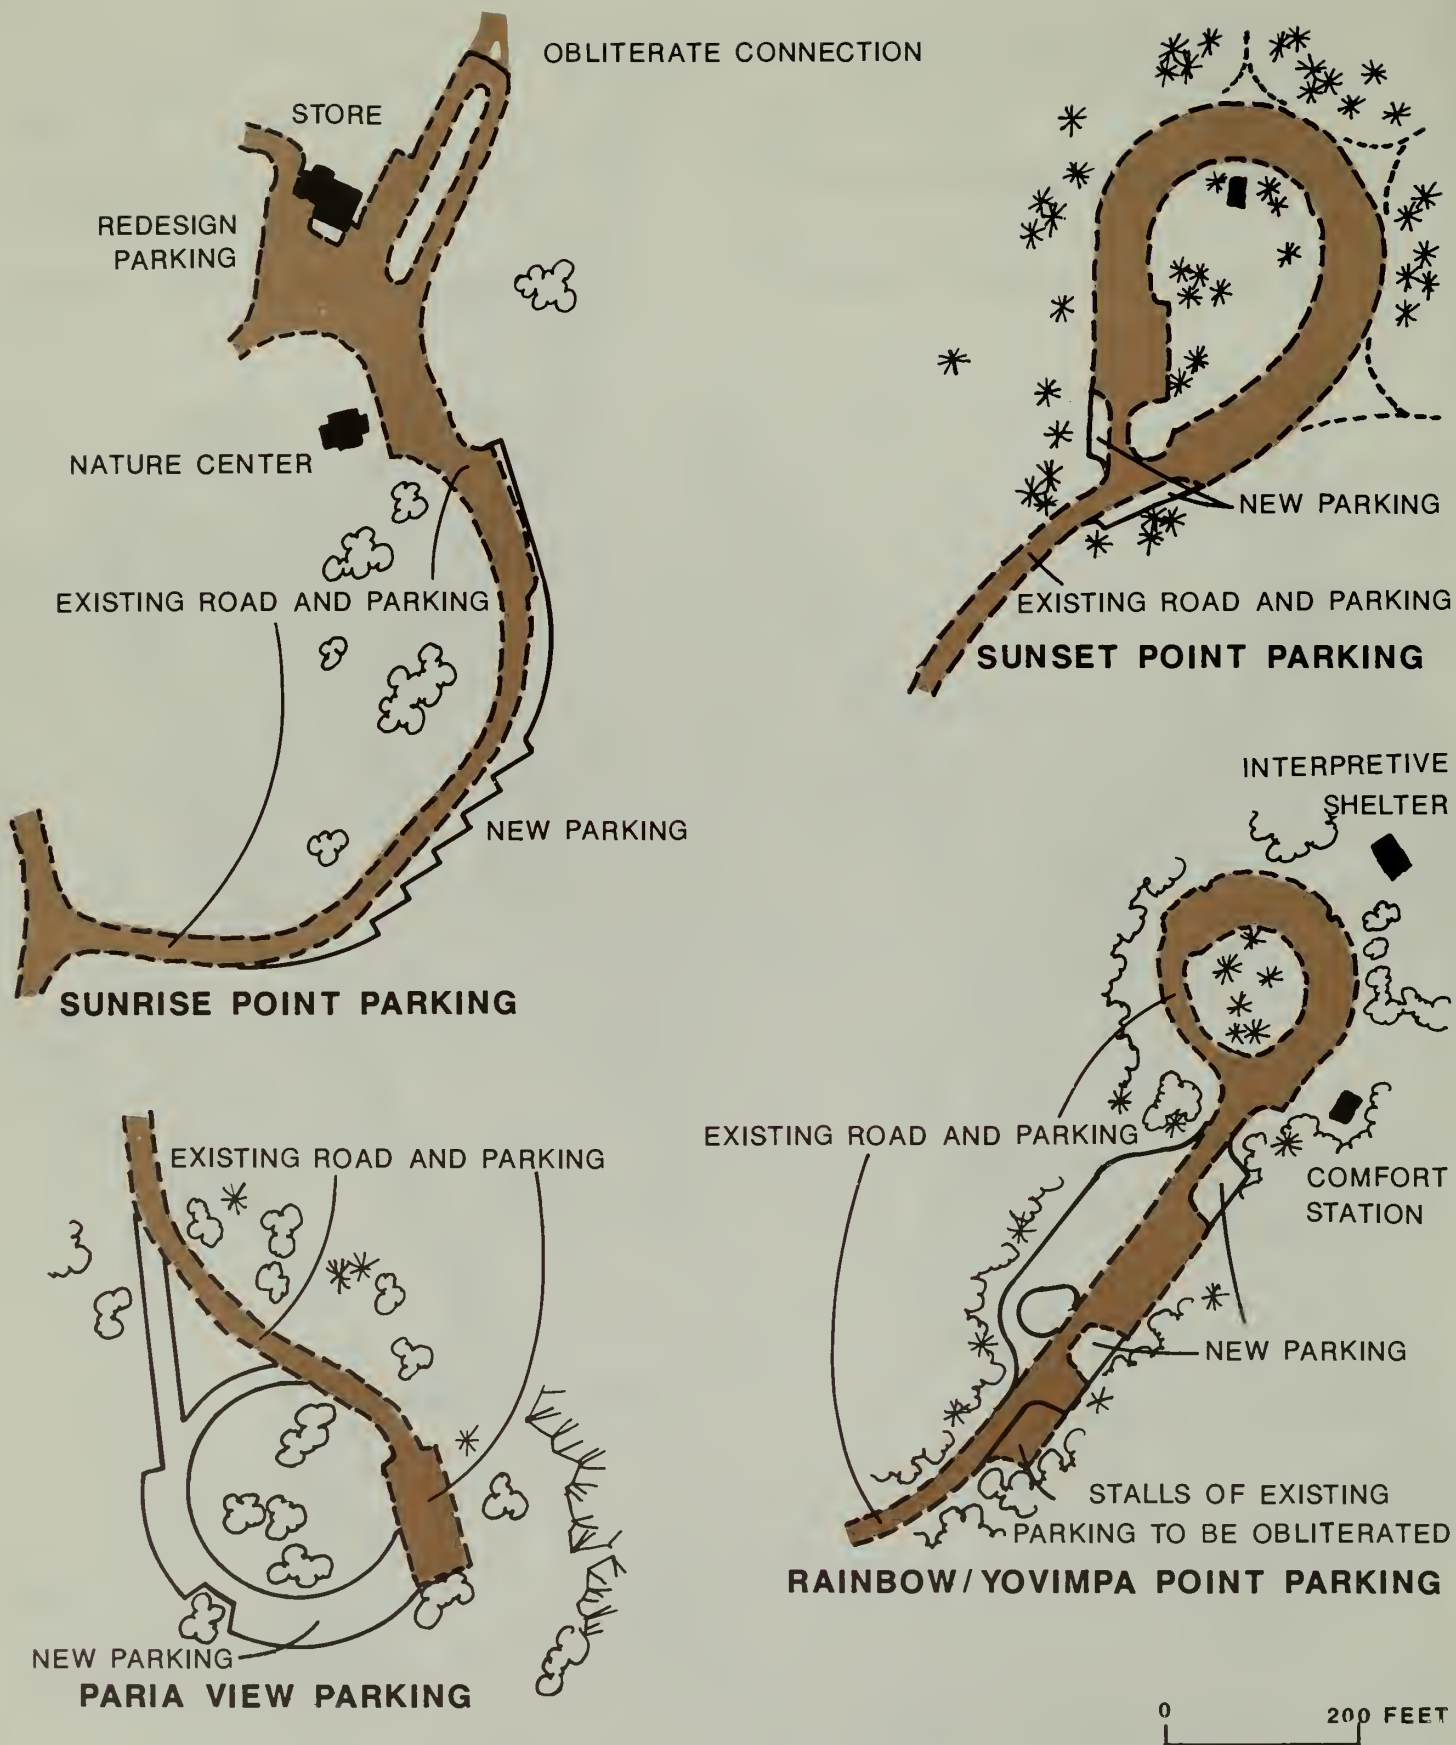 OBLITERATE CONNECTION
STORE
REDESIGN
PARKING
NATURE CENTER
EXISTING ROAD AND PARKING
NEW PARKING
SUNRISE POINT PARKING
NEW PARKING
EXISTING ROAD AND PARKING
SUNSET POINT PARKING
EXISTING ROAD AND PARKING
NEW PARKING
PARIA VIEW PARKING
INTERPRETIVE
SHELTER
EXISTING ROAD AND PARKING
COMFORT
STATION
NEW PARKING
STALLS OF EXISTING
PARKING TO BE OBLITERATED
RAINBOW/YOVIMPA POINT PARKING
0 200 FEET